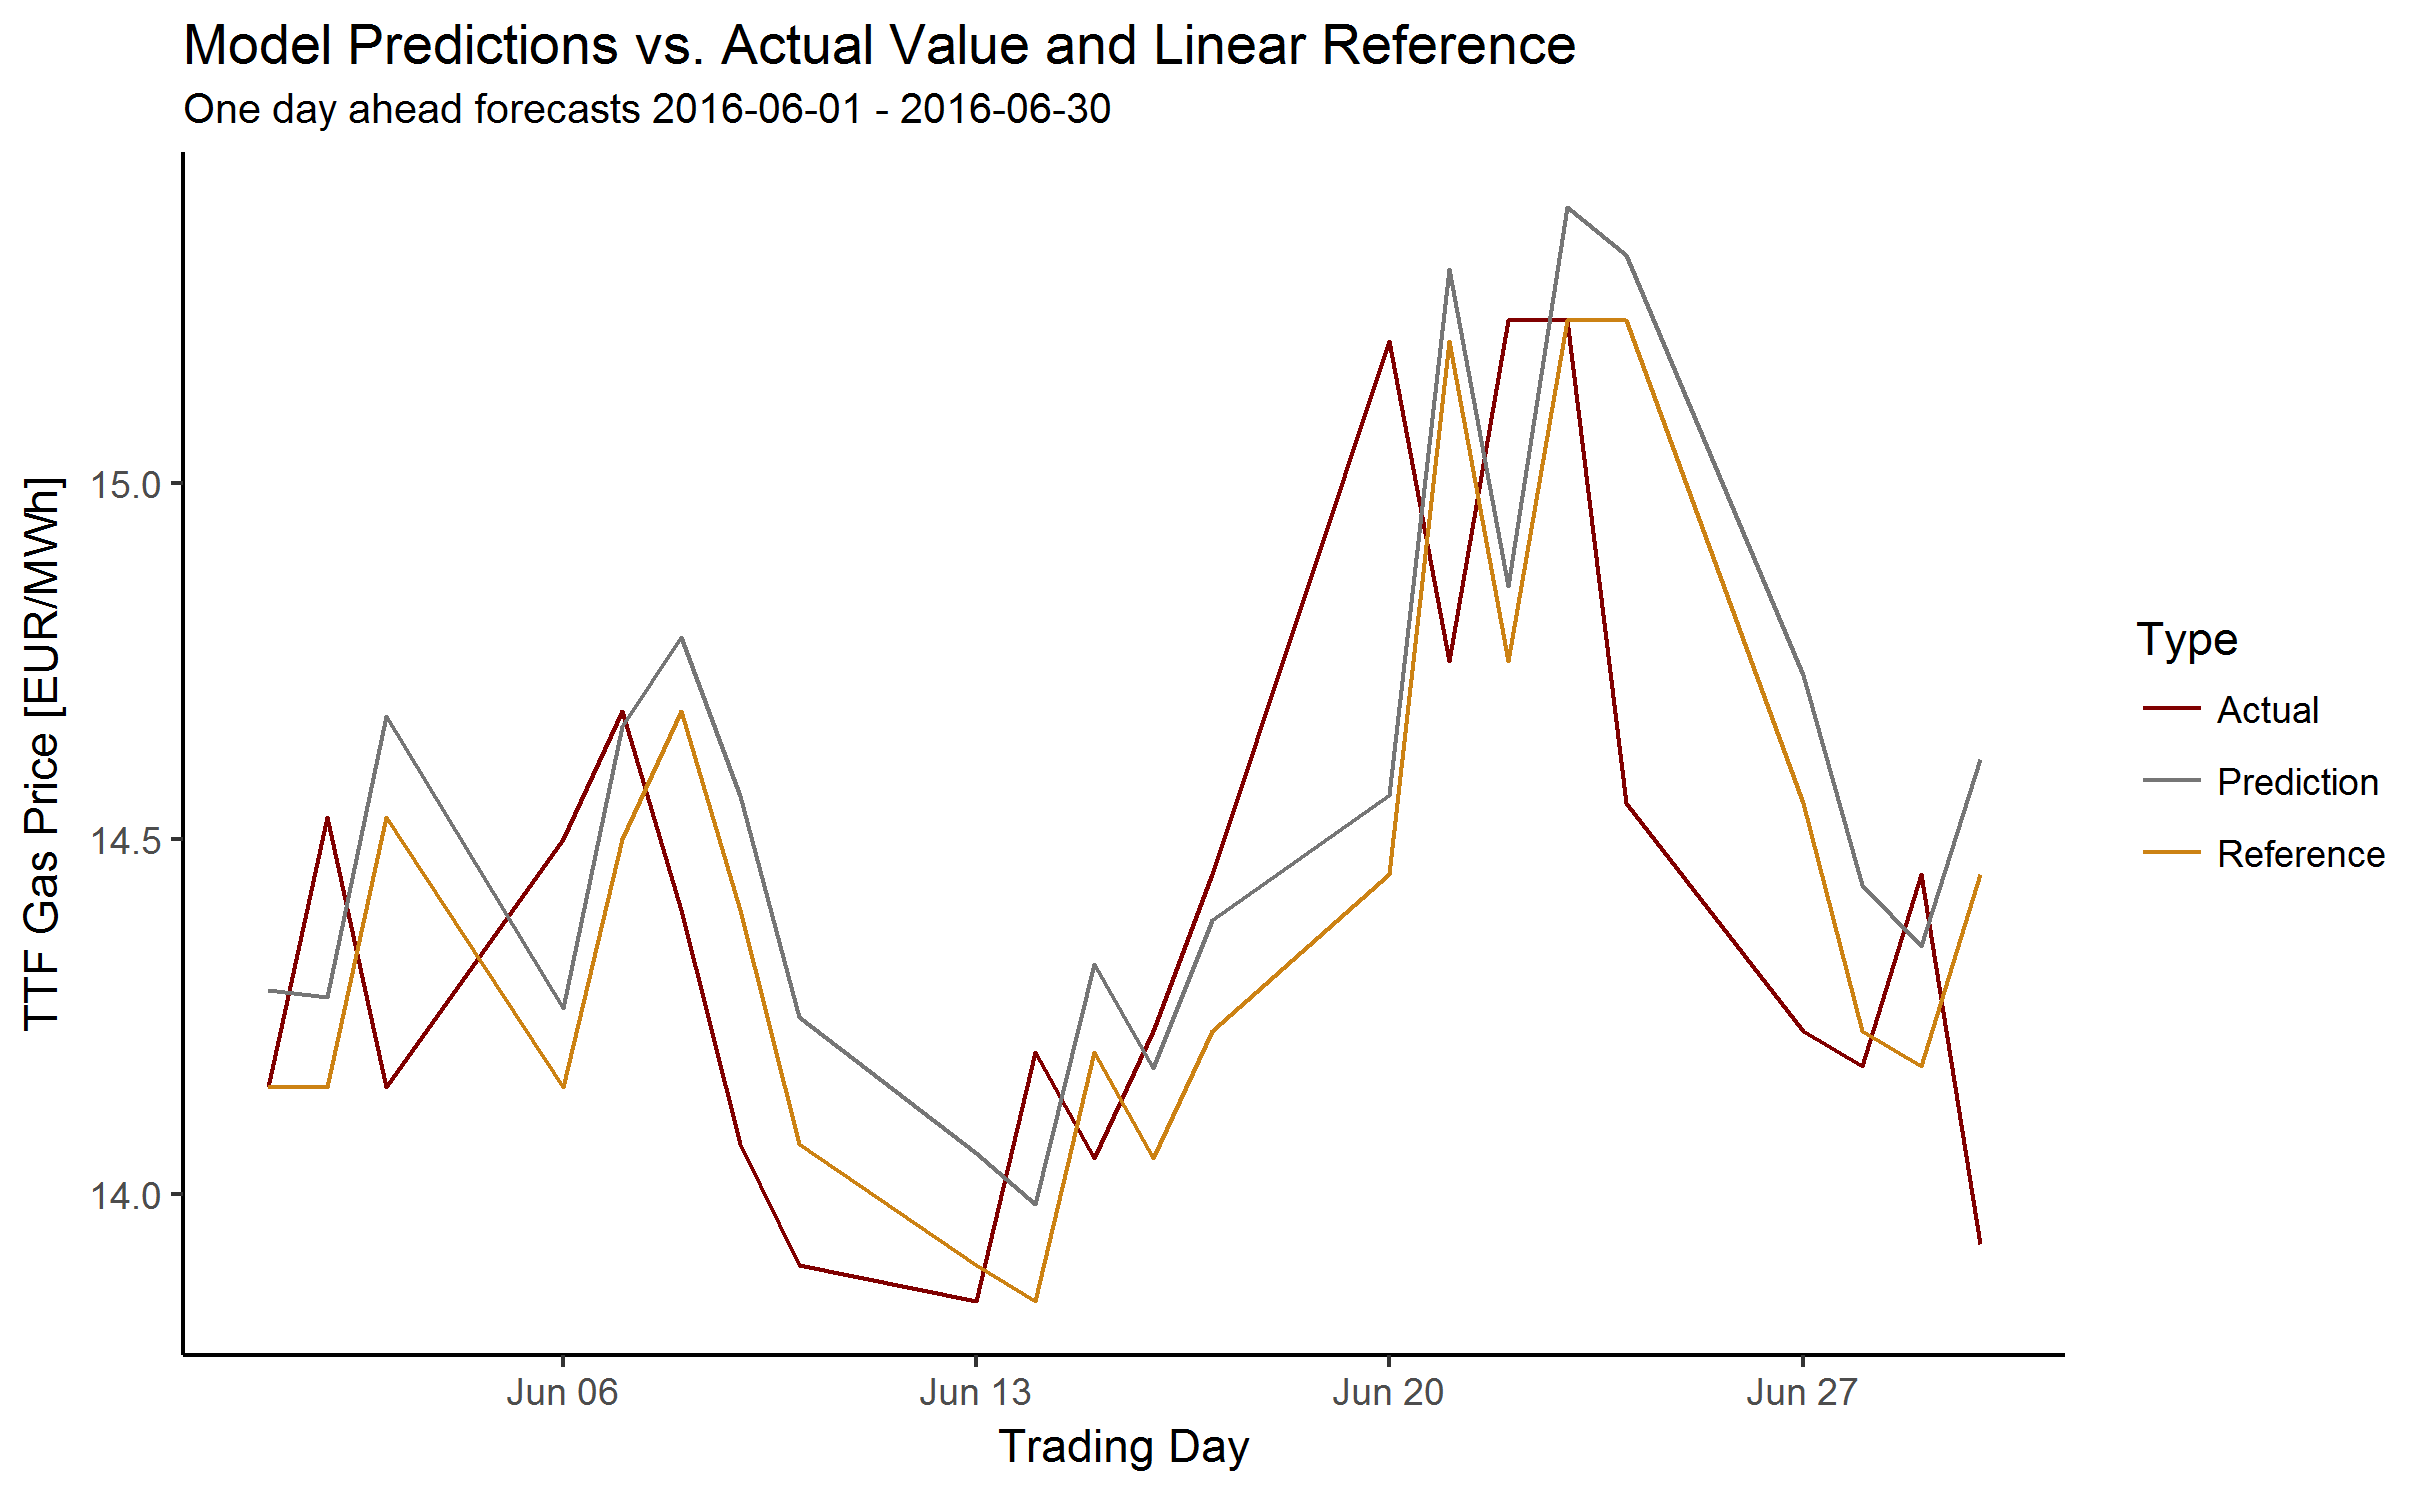 Model Predictions vs. Actual Value and Linear Reference
One day ahead forecasts 2016-06-01 - 2016-06-30
TTF Gas Price [EUR/MWh]
15.0
14.5
14.0
Jun 06
Jun 13
Jun 20
Jun 27
Trading Day
Type
Actual
Prediction
Reference